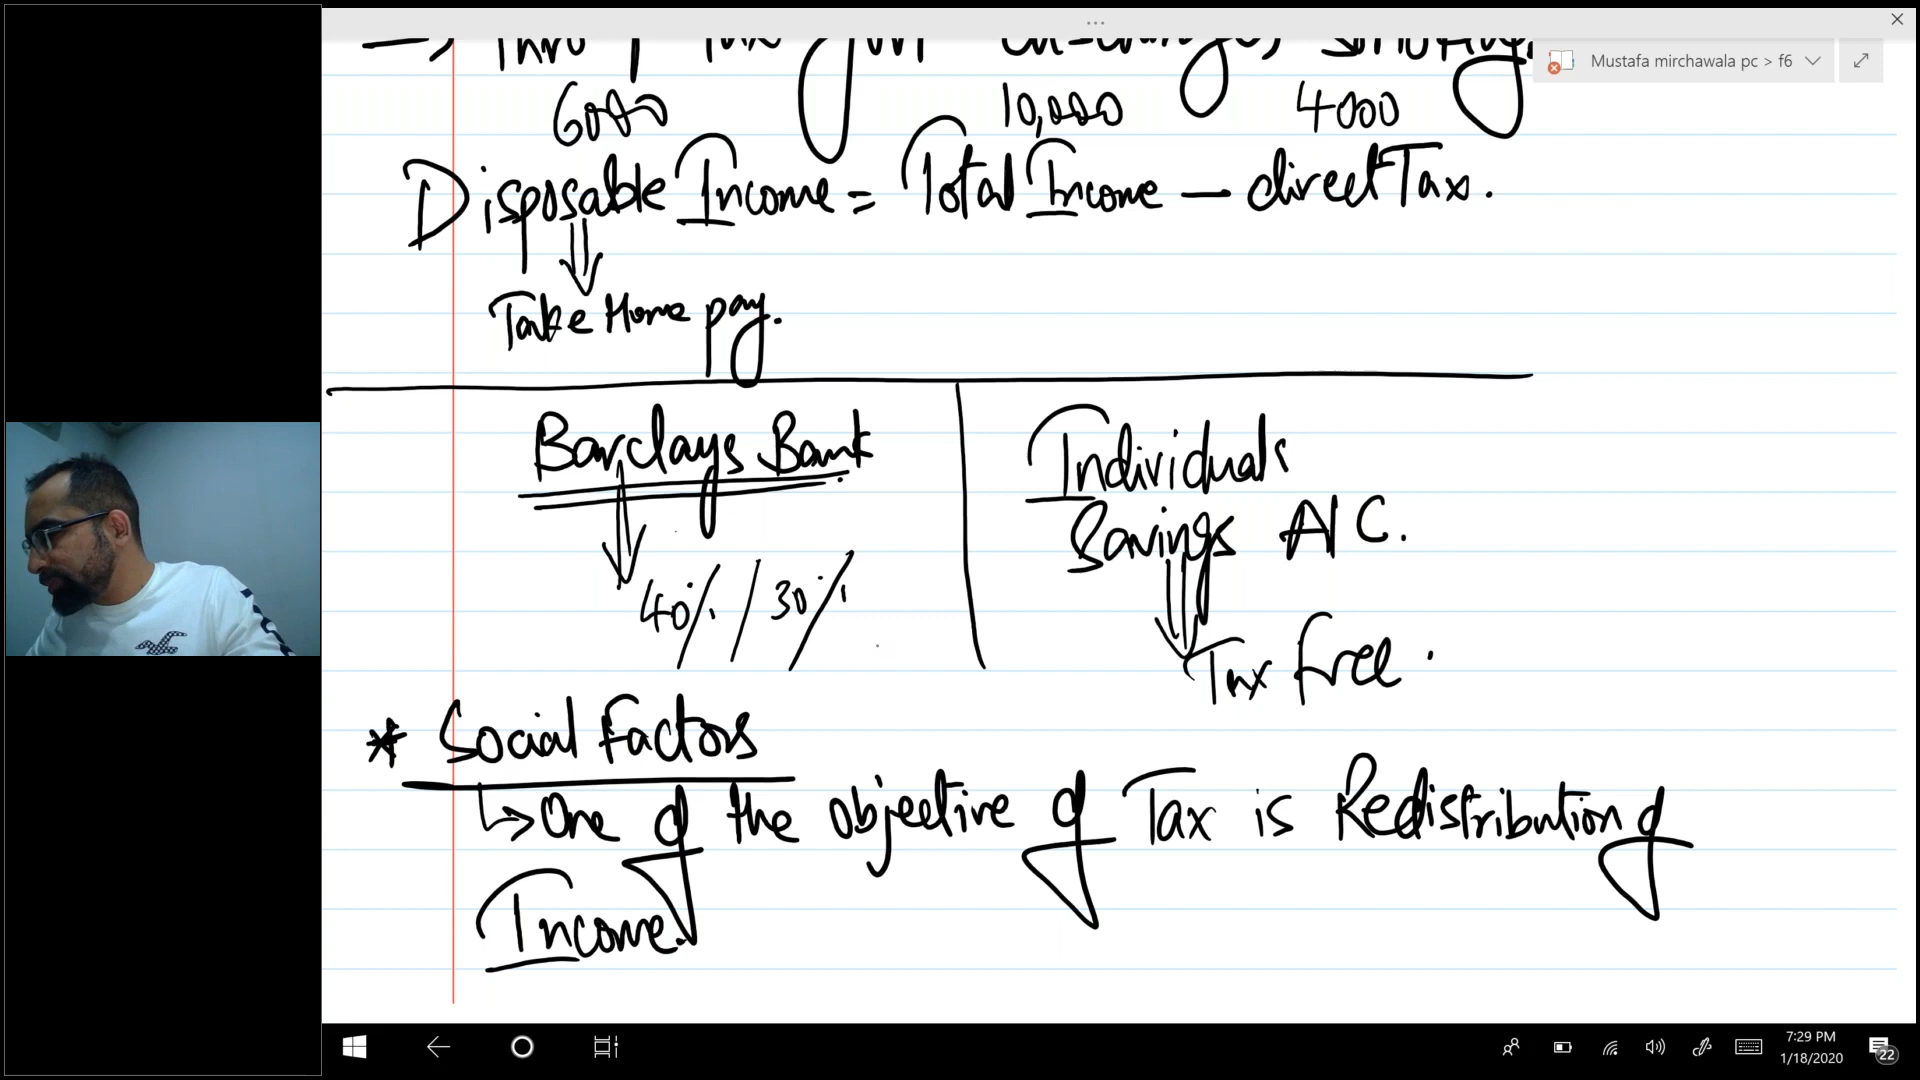 Mustafa mirchawala pc > f6
6000 10,000 4000
Disposable Income = Total Income — direct Tax.
Take Home pay.
Barclays Bank
40% / 30%
Individuals
Savings A/C.
Tax free.
* Social Factors
One of the objective of Tax is Redistribution of
Income.
7:29 PM
1/18/2020
22